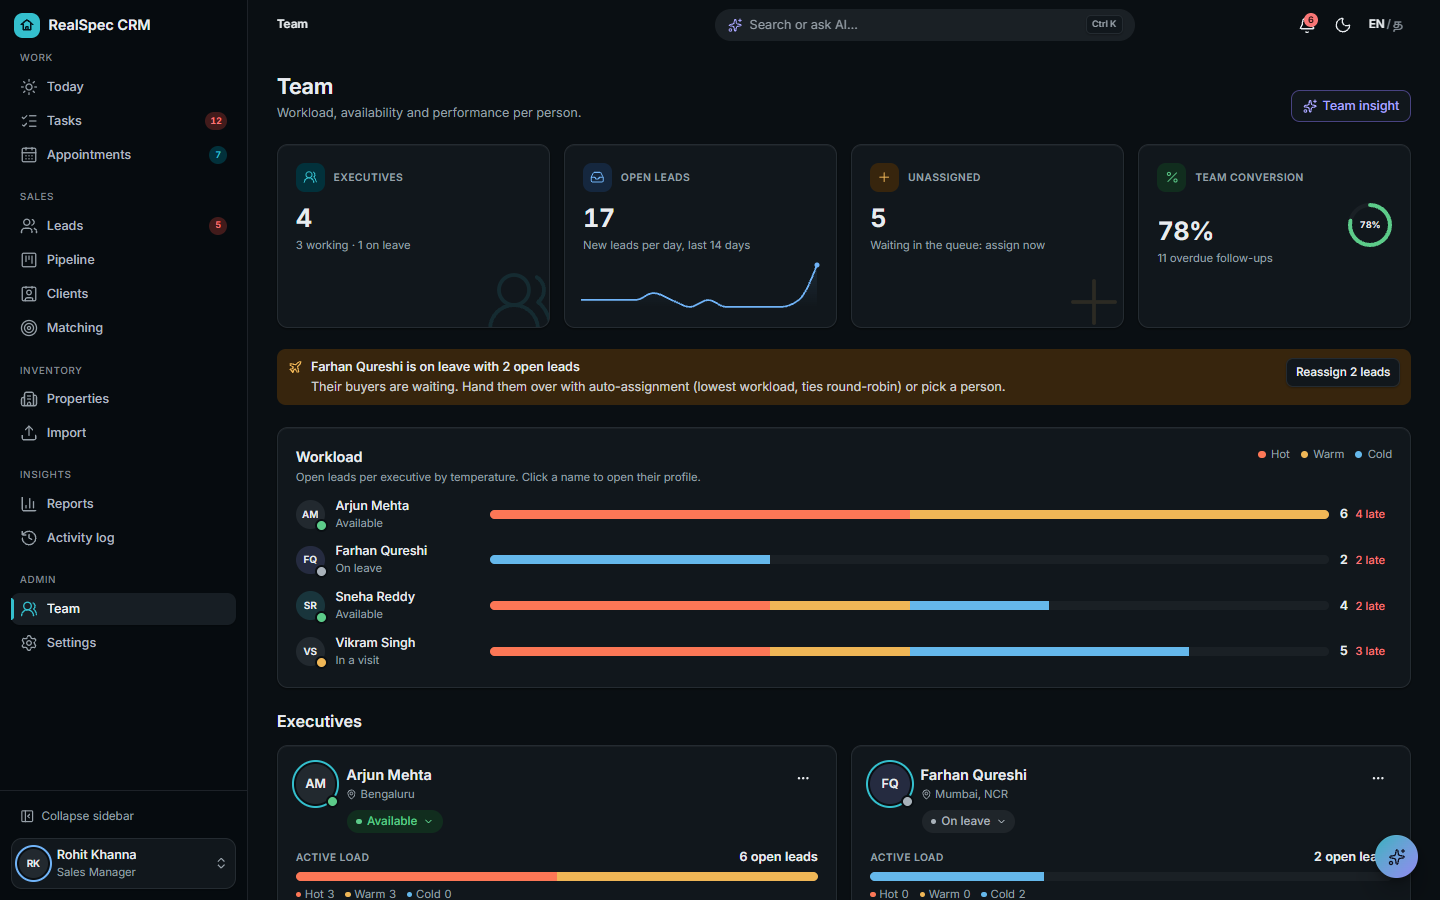 RealSpec CRM
WORK
Today
Tasks
12
Appointments
7
SALES
Leads
5
Pipeline
Clients
Matching
INVENTORY
Properties
Import
INSIGHTS
Reports
Activity log
ADMIN
Team
Settings
Collapse sidebar
RK
Rohit Khanna
Sales Manager
Team
Search or ask AI...
Ctrl K
6
EN / த
Team
Workload, availability and performance per person.
Team insight
EXECUTIVES
4
3 working · 1 on leave
OPEN LEADS
17
New leads per day, last 14 days
UNASSIGNED
5
Waiting in the queue: assign now
TEAM CONVERSION
78%
78%
11 overdue follow-ups
Farhan Qureshi is on leave with 2 open leads
Their buyers are waiting. Hand them over with auto-assignment (lowest workload, ties round-robin) or pick a person.
Reassign 2 leads
Workload
Open leads per executive by temperature. Click a name to open their profile.
Hot
Warm
Cold
AM
Arjun Mehta
Available
6 4 late
FQ
Farhan Qureshi
On leave
2 2 late
SR
Sneha Reddy
Available
4 2 late
VS
Vikram Singh
In a visit
5 3 late
Executives
AM
Arjun Mehta
Bengaluru
Available
ACTIVE LOAD
6 open leads
Hot 3 Warm 3 Cold 0
FQ
Farhan Qureshi
Mumbai, NCR
On leave
ACTIVE LOAD
2 open
Hot 0 Warm 0 Cold 2